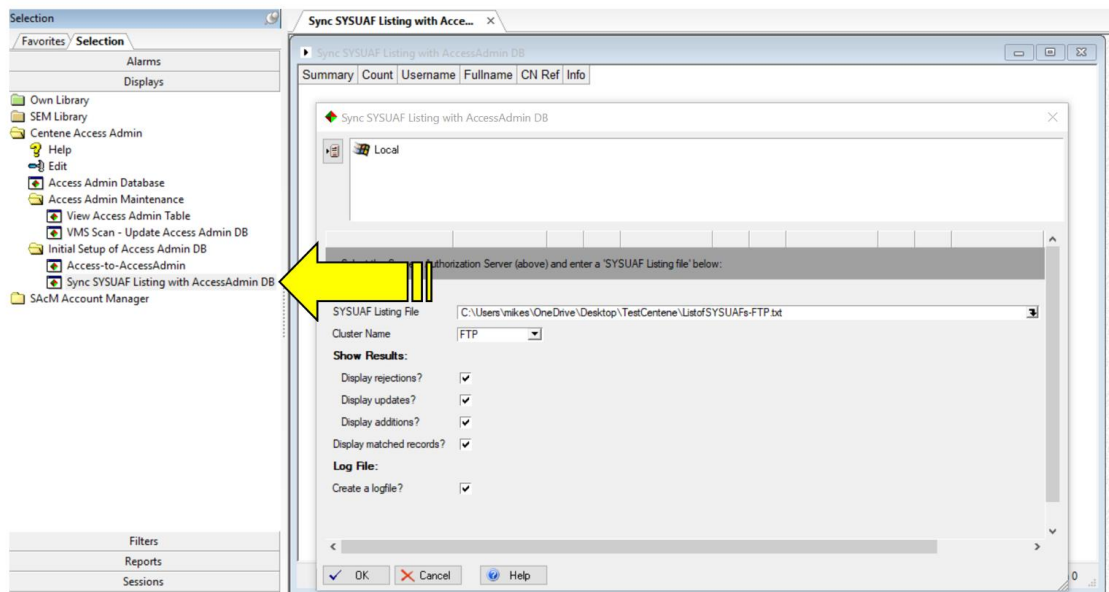 Selection
Sync SYSUAF Listing with Acce... ×
Favorites Selection
Alarms
Displays
Own Library
SEM Library
Centene Access Admin
Help
Edit
Access Admin Database
Access Admin Maintenance
View Access Admin Table
VMS Scan - Update Access Admin DB
Initial Setup of Access Admin DB
Access-to-AccessAdmin
Sync SYSUAF Listing with AccessAdmin DB
SAcM Account Manager
Filters
Reports
Sessions
Sync SYSUAF Listing with AccessAdmin DB
Summary Count Username Fullname CN Ref Info
Sync SYSUAF Listing with AccessAdmin DB
Local
Authorization Server (above) and enter a 'SYSUAF Listing file' below:
SYSUAF Listing File C:\Users\mikes\OneDrive\Desktop\TestCentene\ListofSYSUAFs-FTP.txt
Cluster Name FTP
Show Results:
Display rejections?
Display updates?
Display additions?
Display matched records?
Log File:
Create a logfile?
OK Cancel Help
0